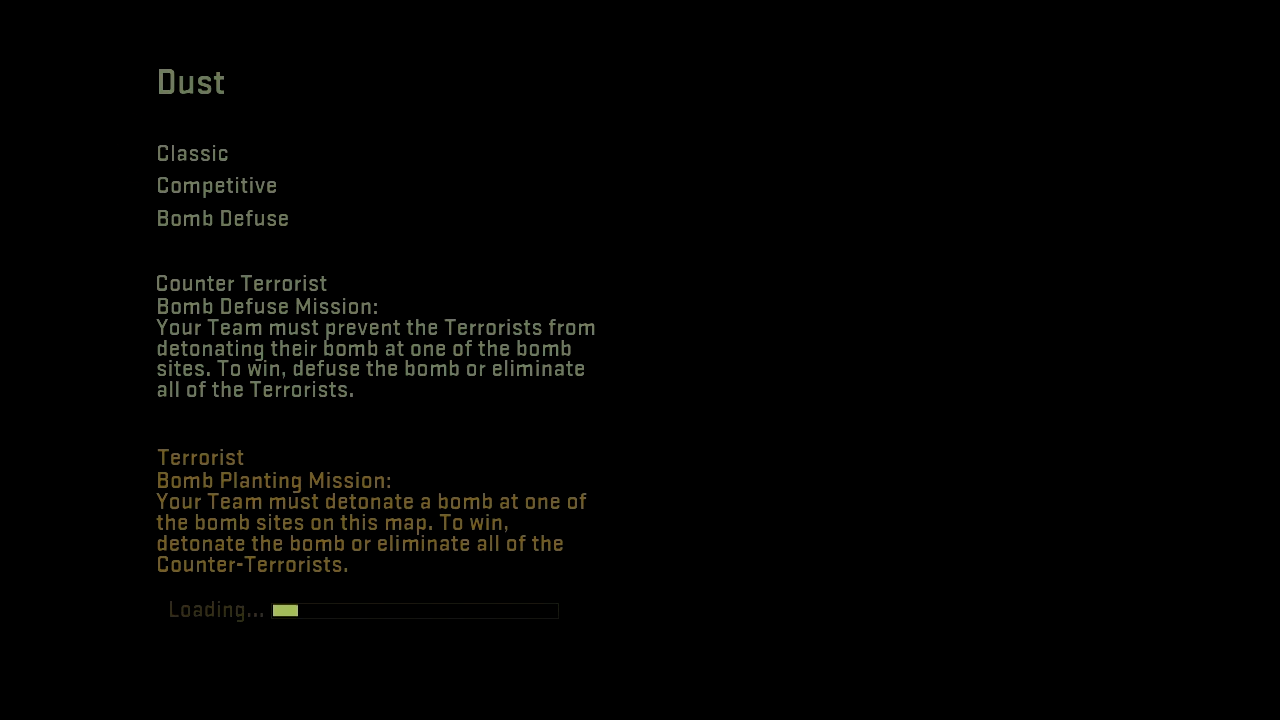 Dust
Classic
Competitive
Bomb Defuse
Counter Terrorist
Bomb Defuse Mission:
Your Team must prevent the Terrorists from
detonating their bomb at one of the bomb
sites. To win, defuse the bomb or eliminate
all of the Terrorists.
Terrorist
Bomb Planting Mission:
Your Team must detonate a bomb at one of
the bomb sites on this map. To win,
detonate the bomb or eliminate all of the
Counter-Terrorists.
Loading...